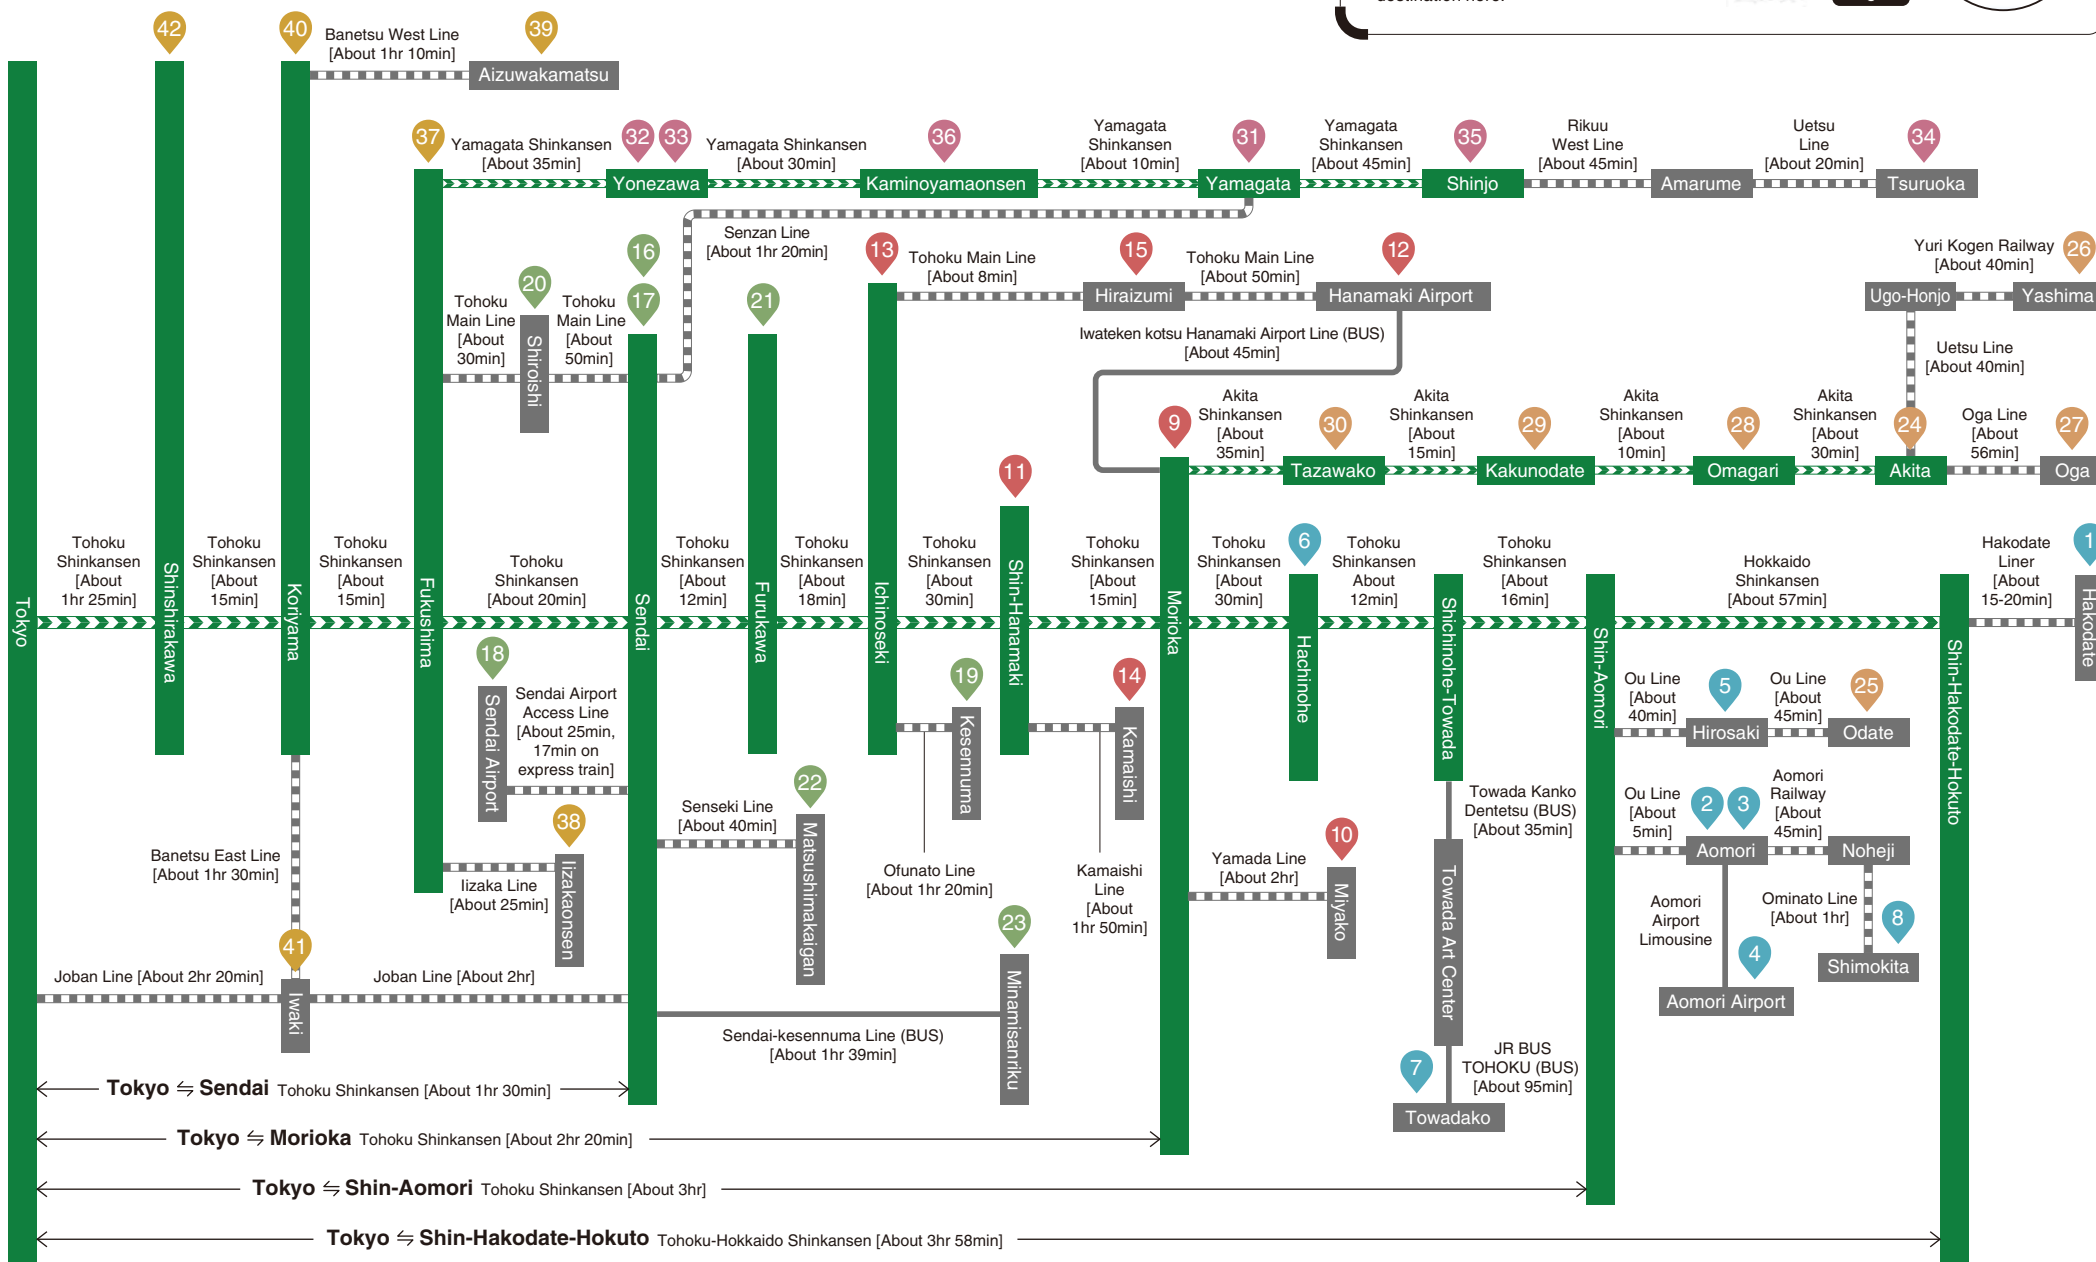 42
40
Banetsu West Line
[About 1hr 10min]
39
Aizuwakamatsu
37
Yamagata Shinkansen
[About 35min]
32
33
Yamagata Shinkansen
[About 30min]
36
Yamagata
Shinkansen
[About 10min]
31
Yamagata
Shinkansen
[About 45min]
35
Rikuu
West Line
[About 45min]
Uetsu
Line
[About 20min]
34
Yonezawa
Kaminoyamaonsen
Yamagata
Shinjo
Amarume
Tsuruoka
Senzan Line
[About 1hr 20min]
16
17
20
21
Tohoku
Main Line
[About
30min]
Shiroishi
Tohoku
Main Line
[About
50min]
13
Tohoku Main Line
[About 8min]
15
Tohoku Main Line
[About 50min]
12
Hiraizumi
Hanamaki Airport
Iwateken kotsu Hanamaki Airport Line (BUS)
[About 45min]
Yuri Kogen Railway
[About 40min]
26
Ugo-Honjo
Yashima
Uetsu Line
[About 40min]
9
Akita
Shinkansen
[About
35min]
30
Akita
Shinkansen
[About
15min]
29
Akita
Shinkansen
[About
10min]
28
Akita
Shinkansen
[About
30min]
24
Oga Line
[About
56min]
27
Tazawako
Kakunodate
Omagari
Akita
Oga
11
6
1
Tokyo
Tohoku
Shinkansen
[About
1hr 25min]
Shinshirakawa
Tohoku
Shinkansen
[About
15min]
Koriyama
Tohoku
Shinkansen
[About
15min]
Fukushima
Tohoku
Shinkansen
[About 20min]
Sendai
Tohoku
Shinkansen
[About
12min]
Furukawa
Tohoku
Shinkansen
[About
18min]
Ichinoseki
Tohoku
Shinkansen
[About
30min]
Shin-Hanamaki
Tohoku
Shinkansen
[About
15min]
Morioka
Tohoku
Shinkansen
[About
30min]
Hachinohe
Tohoku
Shinkansen
About
12min]
Shichinohe-Towada
Tohoku
Shinkansen
[About
16min]
Shin-Aomori
Hokkaido
Shinkansen
[About 57min]
Shin-Hakodate-Hokuto
Hakodate
Liner
[About
15-20min]
Hakodate
18
Sendai Airport
Sendai Airport
Access Line
[About 25min,
17min on
express train]
38
Iizakaonsen
Iizaka Line
[About 25min]
Senseki Line
[About 40min]
22
Matsushimakaigan
19
Kesennuma
Ofunato Line
[About 1hr 20min]
14
Kamaishi
Kamaishi
Line
[About
1hr 50min]
Yamada Line
[About 2hr]
10
Miyako
Towada Kanko
Dentetsu (BUS)
[About 35min]
Towada Art Center
JR BUS
TOHOKU (BUS)
[About 95min]
7
Towadako
Ou Line
[About
40min]
5
Hirosaki
Ou Line
[About
45min]
25
Odate
Ou Line
[About
5min]
2
3
Aomori
Aomori
Railway
[About
45min]
Noheji
Aomori
Airport
Limousine
4
Aomori Airport
Ominato Line
[About 1hr]
8
Shimokita
Banetsu East Line
[About 1hr 30min]
41
Iwaki
Joban Line [About 2hr 20min]
Joban Line [About 2hr]
23
Minamisanriku
Sendai-kesennuma Line (BUS)
[About 1hr 39min]
Tokyo ⇋ Sendai Tohoku Shinkansen [About 1hr 30min]
Tokyo ⇋ Morioka Tohoku Shinkansen [About 2hr 20min]
Tokyo ⇋ Shin-Aomori Tohoku Shinkansen [About 3hr]
Tokyo ⇋ Shin-Hakodate-Hokuto Tohoku-Hokkaido Shinkansen [About 3hr 58min]